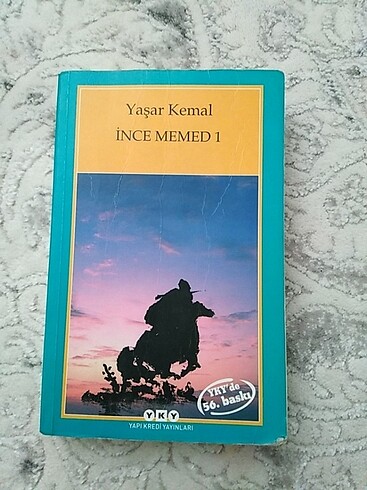 Yaşar Kemal
İNCE MEMED 1
YKY'de
56. baskı
YKY
YAPI KREDİ YAYINLARI